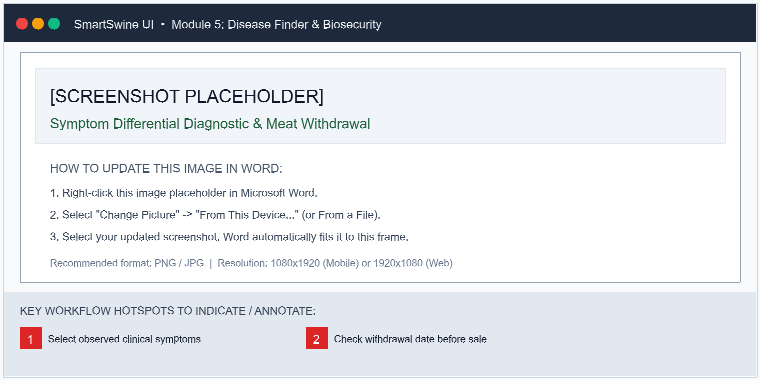 SmartSwine UI • Module 5: Disease Finder & Biosecurity
[SCREENSHOT PLACEHOLDER]
Symptom Differential Diagnostic & Meat Withdrawal
HOW TO UPDATE THIS IMAGE IN WORD:
1. Right-click this image placeholder in Microsoft Word.
2. Select "Change Picture" -> "From This Device..." (or From a File).
3. Select your updated screenshot. Word automatically fits it to this frame.
Recommended format: PNG / JPG | Resolution: 1080x1920 (Mobile) or 1920x1080 (Web)
KEY WORKFLOW HOTSPOTS TO INDICATE / ANNOTATE:
1 Select observed clinical symptoms
2 Check withdrawal date before sale